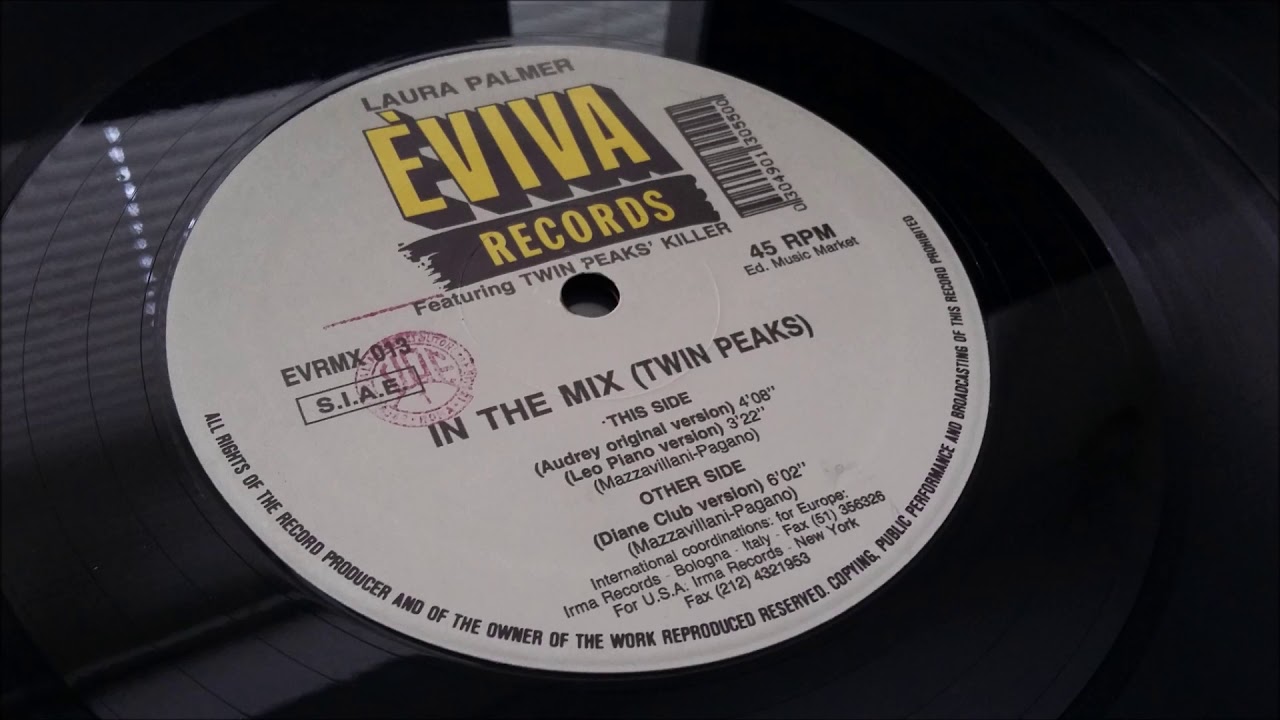 LAURA PALMER
ÈVIVA
RECORDS
Featuring TWIN PEAKS' KILLER
45 RPM
Ed. Music Market
EVRMX 013
S.I.A.E.
IN THE MIX (TWIN PEAKS)
THIS SIDE
(Audrey original version) 4'08"
(Leo Piano version) 3'22"
(Mazzavillani-Pagano)
OTHER SIDE
(Diane Club version) 6'02"
(Mazzavillani-Pagano)
International coordinations: for Europe:
Irma Records - Bologna - Italy - Fax (51) 356326
For U.S.A. Irma Records - New York
Fax (212) 4321953
ALL RIGHTS OF THE RECORD PRODUCER AND OF THE OWNER OF THE WORK REPRODUCED RESERVED. COPYING, PUBLIC PERFORMANCE AND BROADCASTING OF THIS RECORD PROHIBITED